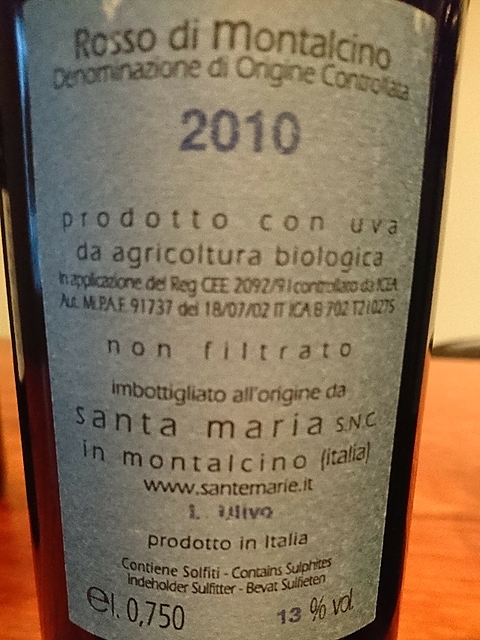 Rosso di Montalcino
Denominazione di Origine Controllata
2010
prodotto con uva
da agricoltura biologica
In applicazione del Reg CEE 2092/91 controllato da ICEA
Aut. Mi.P.A.F. 91737 del 18/07/02 IT ICA B 702 T210275
non filtrato
imbottigliato all'origine da
santa maria S.N.C.
in montalcino (italia)
www.santemarie.it
prodotto in Italia
Contiene Solfiti - Contains Sulphites
Indeholder Sulfitter - Bevat Sulfieten
e l. 0,750
13 % vol